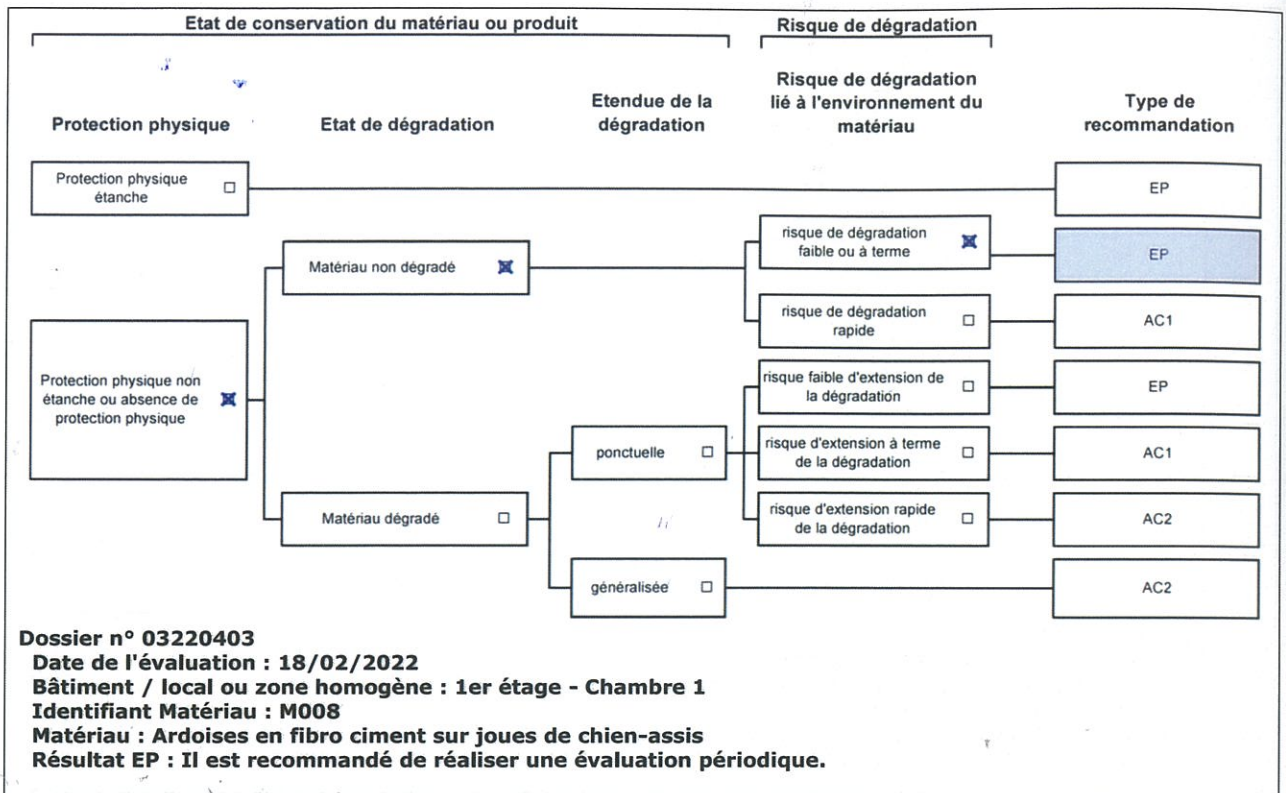 Etat de conservation du matériau ou produit
Risque de dégradation
Protection physique
Etat de dégradation
Etendue de la
dégradation
Risque de dégradation
lié à l'environnement du
matériau
Type de
recommandation
Protection physique
étanche
EP
Matériau non dégradé
risque de dégradation
faible ou à terme
EP
risque de dégradation
rapide
AC1
Protection physique non
étanche ou absence de
protection physique
risque faible d'extension de
la dégradation
EP
ponctuelle
risque d'extension à terme
de la dégradation
AC1
Matériau dégradé
risque d'extension rapide
de la dégradation
AC2
généralisée
AC2
Dossier n° 03220403
Date de l'évaluation : 18/02/2022
Bâtiment / local ou zone homogène : 1er étage - Chambre 1
Identifiant Matériau : M008
Matériau : Ardoises en fibro ciment sur joues de chien-assis
Résultat EP : Il est recommandé de réaliser une évaluation périodique.